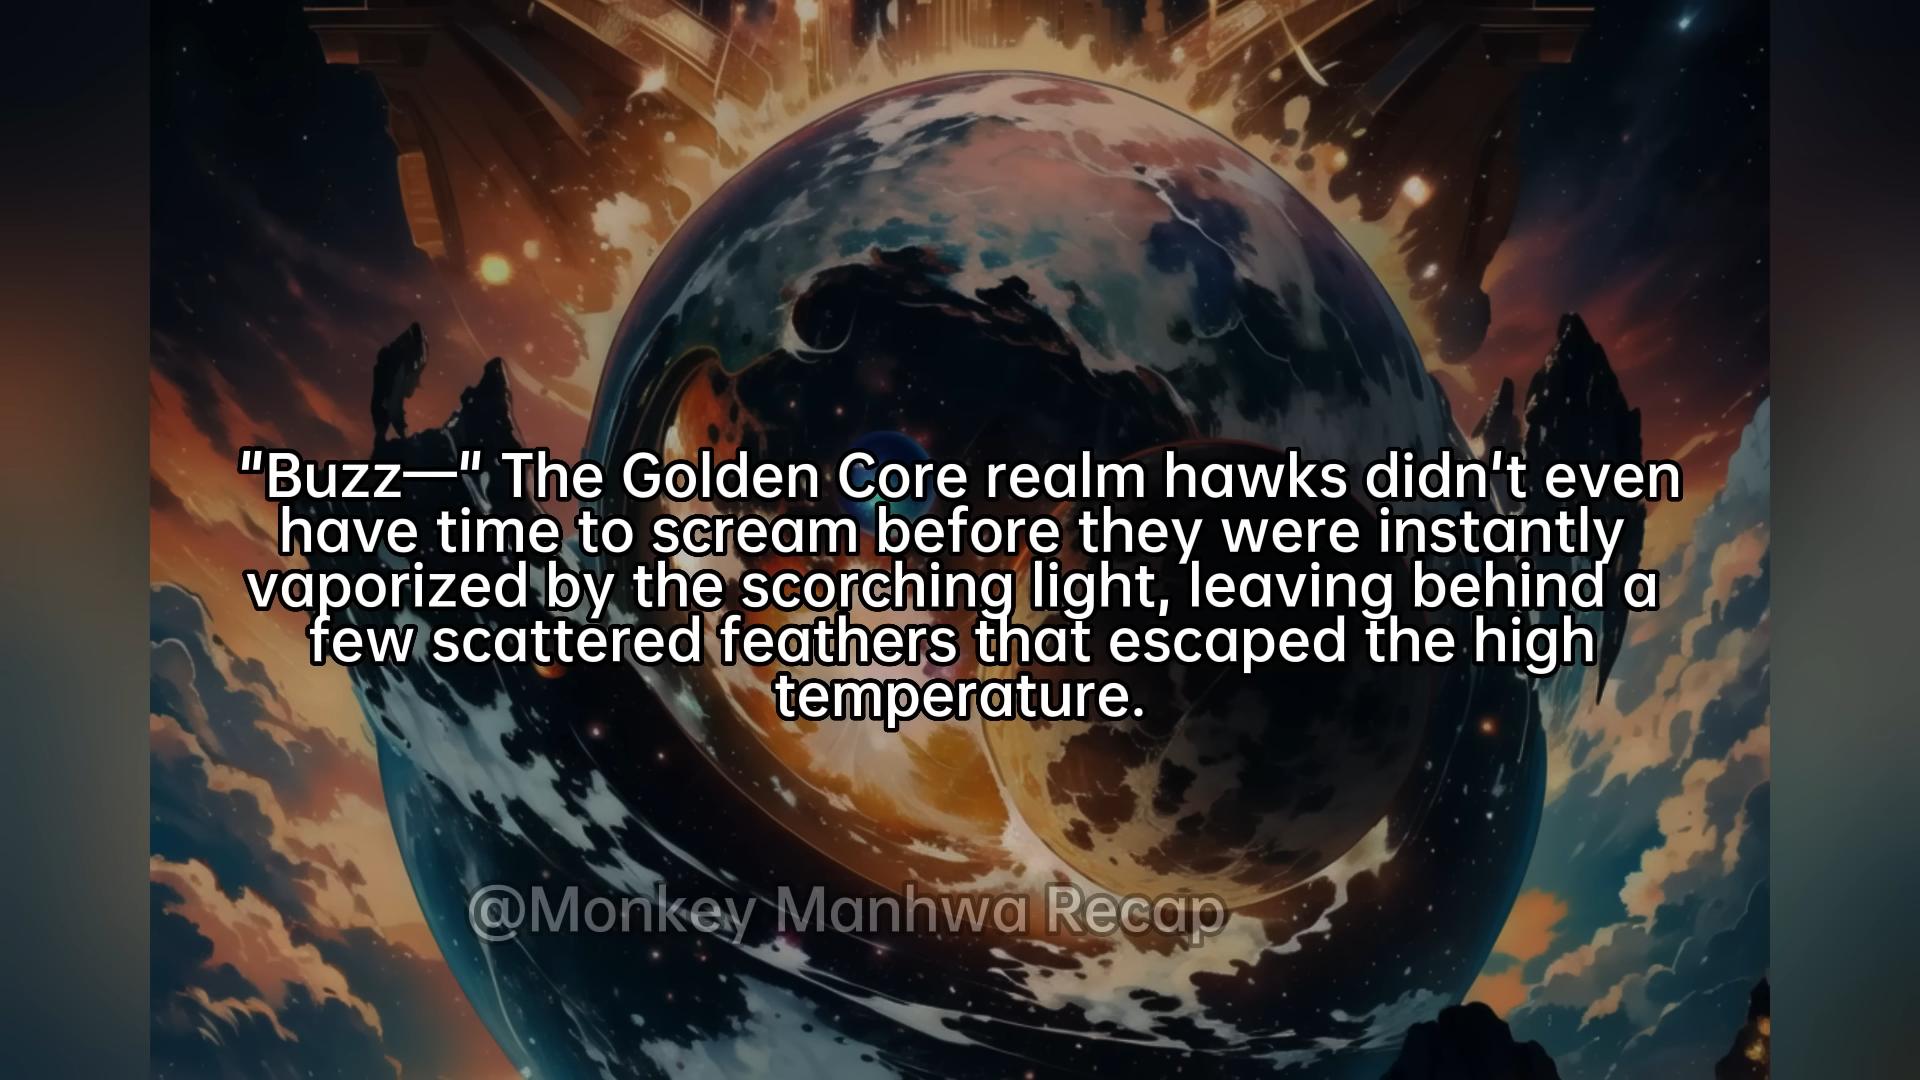 "Buzz—" The Golden Core realm hawks didn't even
have time to scream before they were instantly
vaporized by the scorching light, leaving behind a
few scattered feathers that escaped the high
temperature.
@Monkey Manhwa Recap